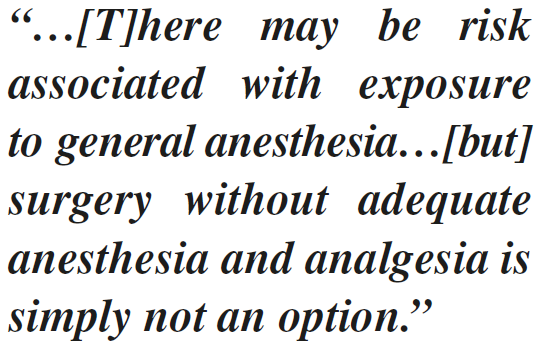 “…[T]here may be risk
associated with exposure
to general anesthesia…[but]
surgery without adequate
anesthesia and analgesia is
simply not an option.”